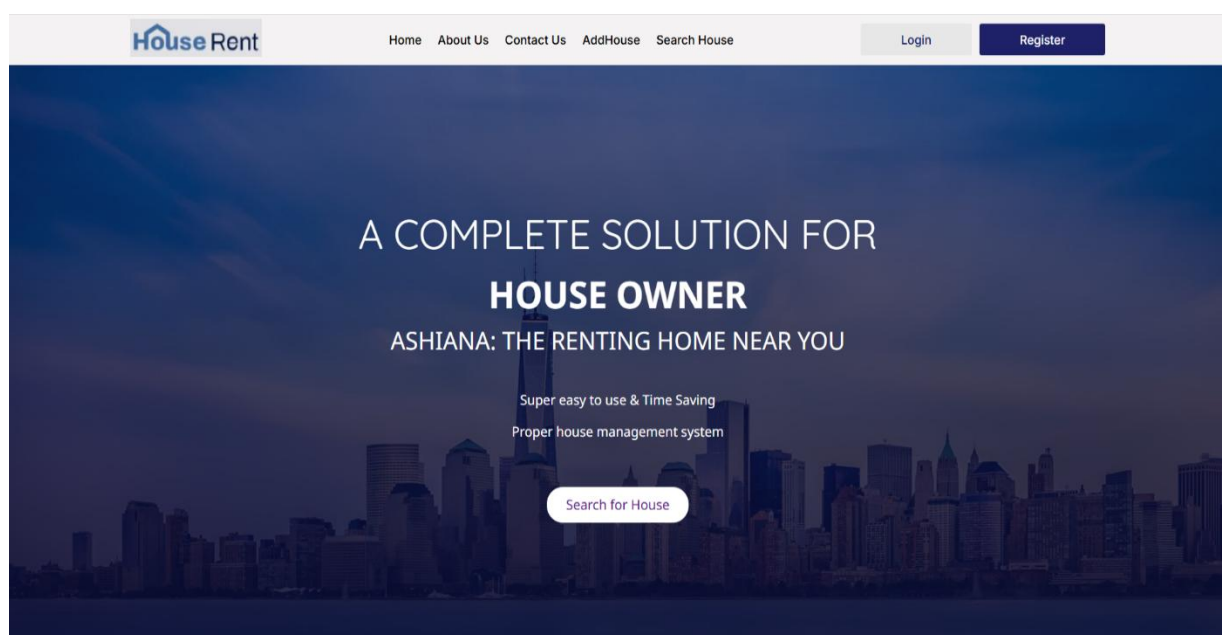 House Rent
Home About Us Contact Us AddHouse Search House
Login Register
A COMPLETE SOLUTION FOR
HOUSE OWNER
ASHIANA: THE RENTING HOME NEAR YOU
Super easy to use & Time Saving
Proper house management system
Search for House